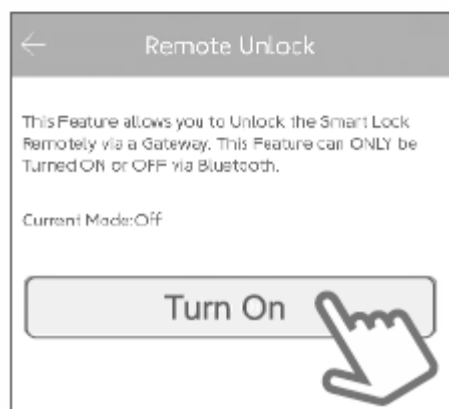 Remote Unlock
This Feature allows you to Unlock the Smart Lock
Remotely via a Gateway. This Feature can ONLY be
Turned ON or OFF via Bluetooth.
Current Mode:Off
Turn On